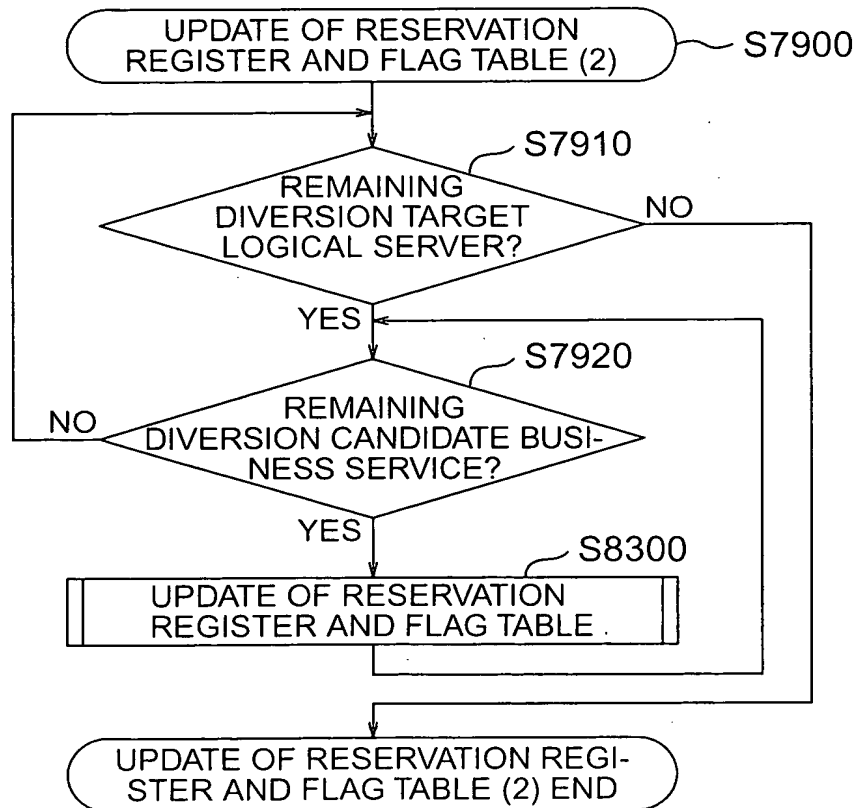 UPDATE OF RESERVATION
REGISTER AND FLAG TABLE (2)
S7900
S7910
REMAINING
DIVERSION TARGET
LOGICAL SERVER?
NO
YES
S7920
NO
REMAINING
DIVERSION CANDIDATE BUSI-
NESS SERVICE?
YES
S8300
UPDATE OF RESERVATION
REGISTER AND FLAG TABLE
UPDATE OF RESERVATION REGI-
STER AND FLAG TABLE (2) END